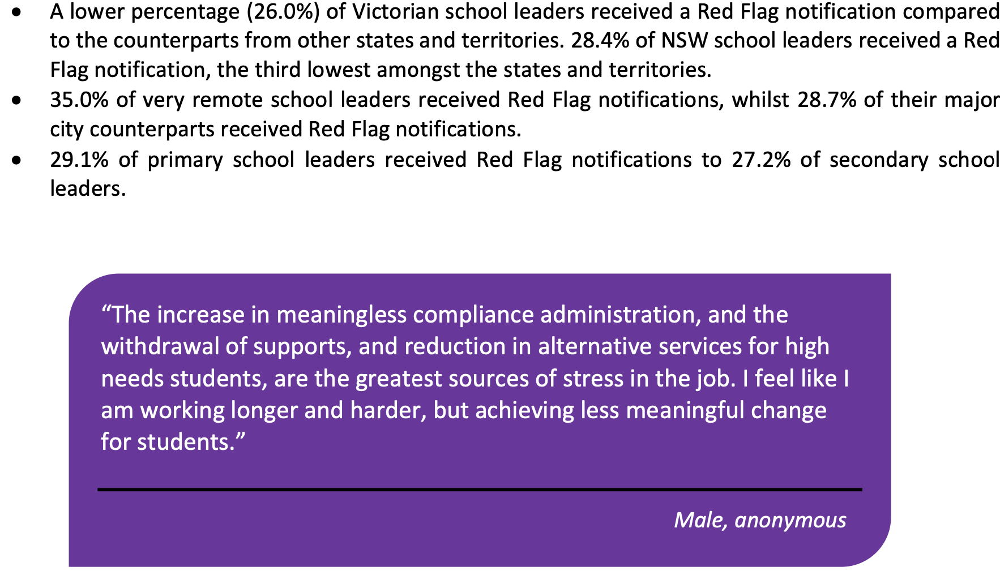 • A lower percentage (26.0%) of Victorian school leaders received a Red Flag notification compared
to the counterparts from other states and territories. 28.4% of NSW school leaders received a Red
Flag notification, the third lowest amongst the states and territories.
• 35.0% of very remote school leaders received Red Flag notifications, whilst 28.7% of their major
city counterparts received Red Flag notifications.
• 29.1% of primary school leaders received Red Flag notifications to 27.2% of secondary school
leaders.
“The increase in meaningless compliance administration, and the
withdrawal of supports, and reduction in alternative services for high
needs students, are the greatest sources of stress in the job. I feel like I
am working longer and harder, but achieving less meaningful change
for students.”
Male, anonymous